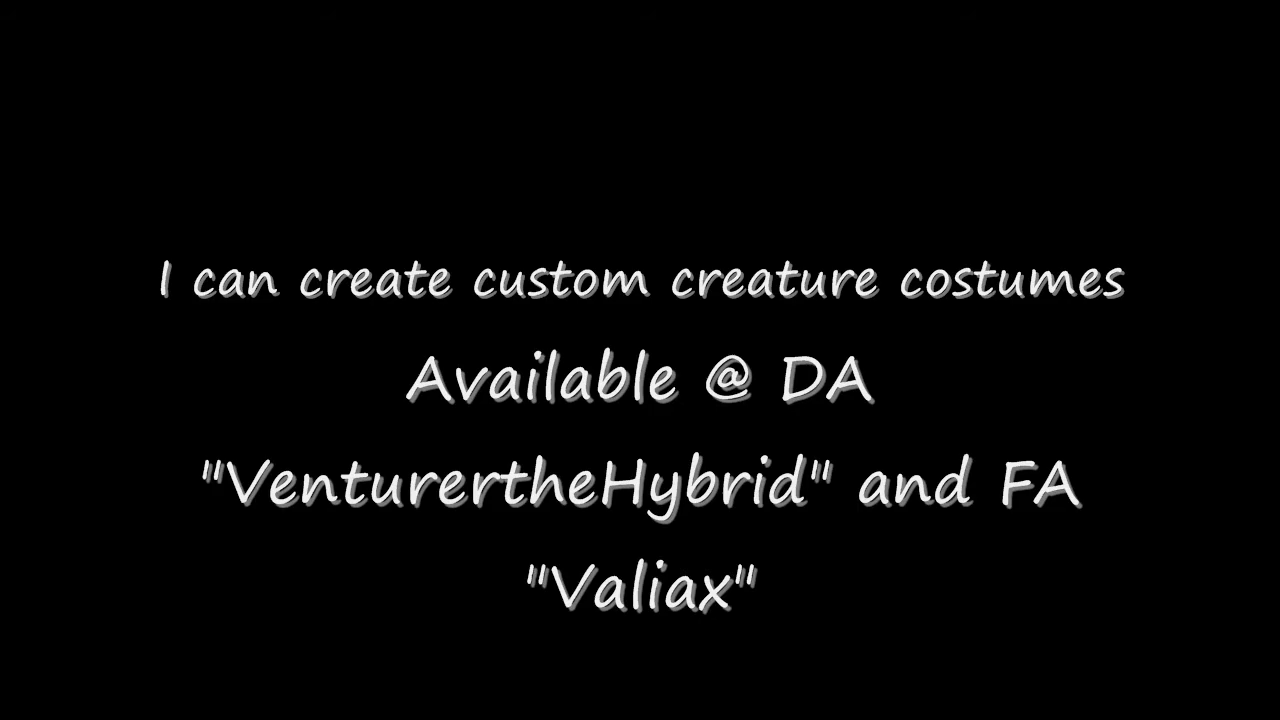 I can create custom creature costumes
Available @ DA
"VenturertheHybrid" and FA
"Valiax"